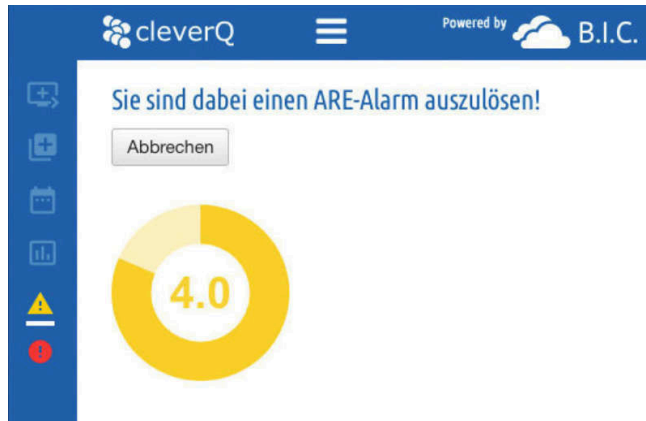 cleverQ
Powered by B.I.C.
Sie sind dabei einen ARE-Alarm auszulösen!
Abbrechen
4.0